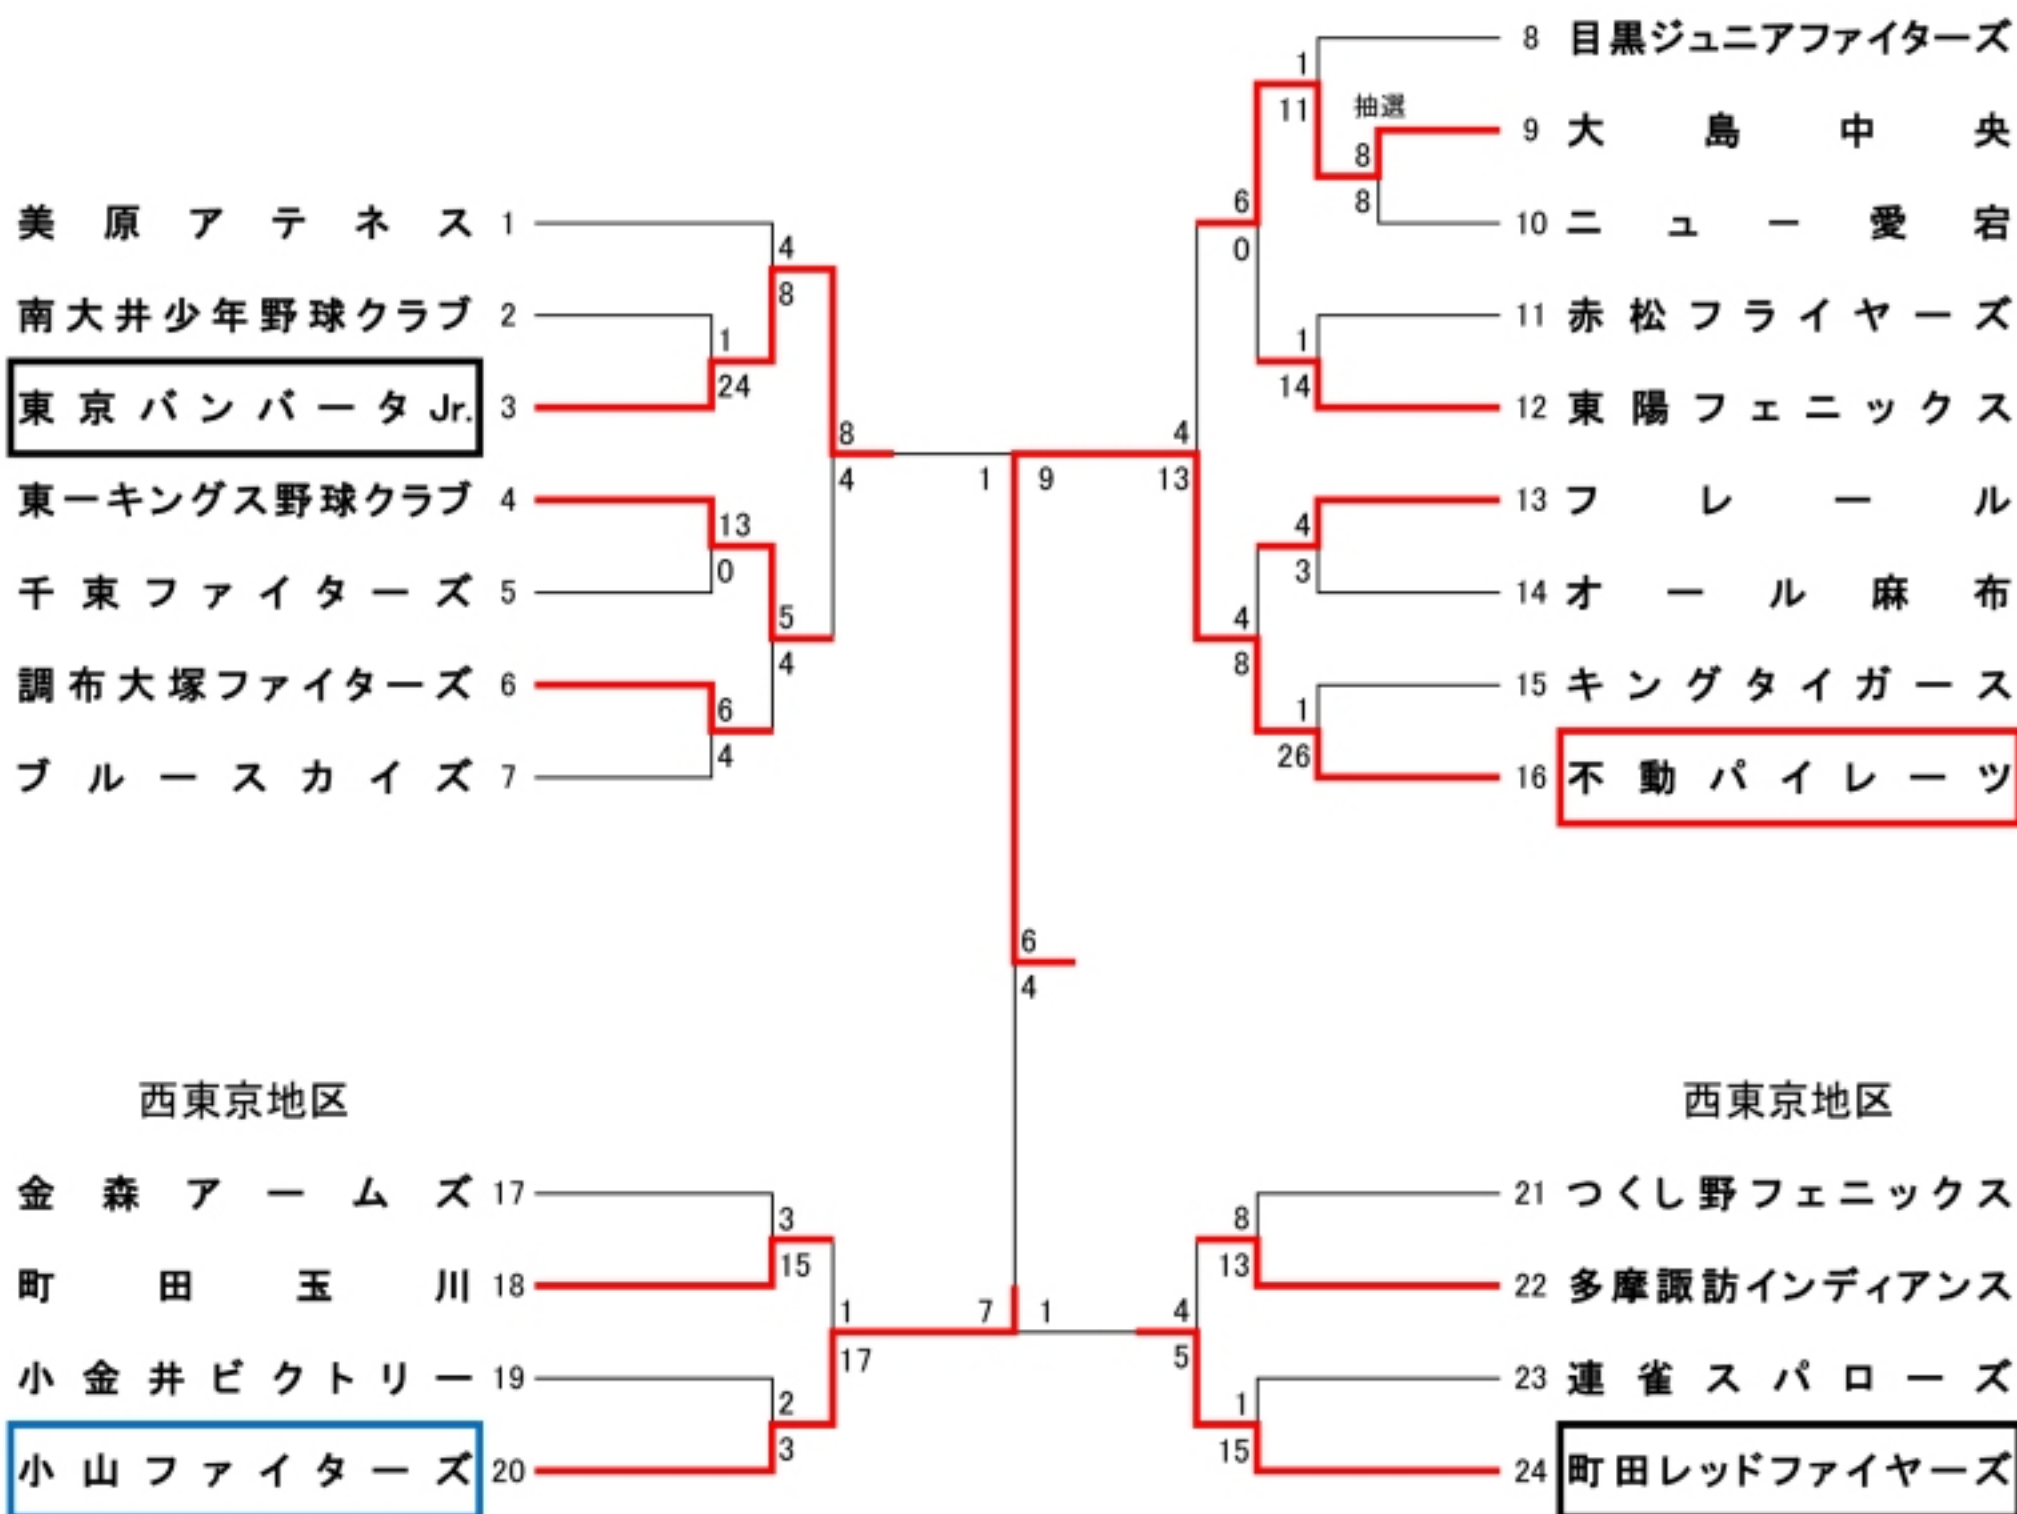 美原アテネス 1
南大井少年野球クラブ 2
東京バンバータJr. 3
東一キングス野球クラブ 4
千束ファイターズ 5
調布大塚ファイターズ 6
ブルースカイズ 7
4
8
1
24
8
4
13
0
5
4
6
4
1
9
8 目黒ジュニアファイターズ
9 大島中央
10 ニュー愛宕
11 赤松フライヤーズ
12 東陽フェニックス
13 フレール
14 オール麻布
15 キングタイガース
16 不動パイレーツ
1
11
抽選
8
8
6
0
1
14
4
13
4
3
4
8
1
26
6
4
西東京地区
金森アームズ 17
町田玉川 18
小金井ビクトリー 19
小山ファイターズ 20
3
15
1
17
2
3
7
1
西東京地区
21 つくし野フェニックス
22 多摩諏訪インディアンス
23 連雀スパローズ
24 町田レッドファイヤーズ
8
13
4
5
1
15